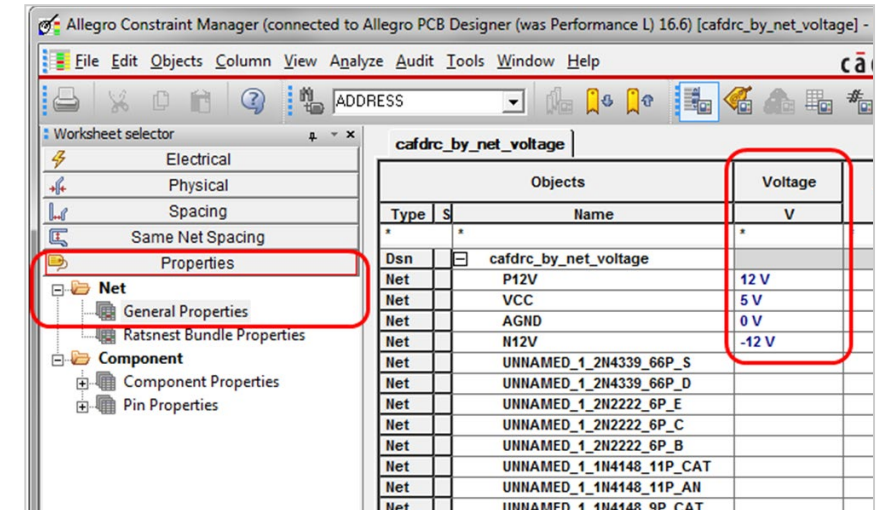 Allegro Constraint Manager (connected to Allegro PCB Designer (was Performance L) 16.6) [cafdrc_by_net_voltage] -
File Edit Objects Column View Analyze Audit Tools Window Help
ADDRESS
Worksheet selector
Electrical
Physical
Spacing
Same Net Spacing
Properties
Net
General Properties
Ratsnest Bundle Properties
Component
Component Properties
Pin Properties
cafdrc_by_net_voltage
Objects Voltage
Type S Name V
* * *
Dsn cafdrc_by_net_voltage
Net P12V 12 V
Net VCC 5 V
Net AGND 0 V
Net N12V -12 V
Net UNNAMED_1_2N4339_66P_S
Net UNNAMED_1_2N4339_66P_D
Net UNNAMED_1_2N2222_6P_E
Net UNNAMED_1_2N2222_6P_C
Net UNNAMED_1_2N2222_6P_B
Net UNNAMED_1_1N4148_11P_CAT
Net UNNAMED_1_1N4148_11P_AN
Net UNNAMED_1_1N4148_9P_CAT